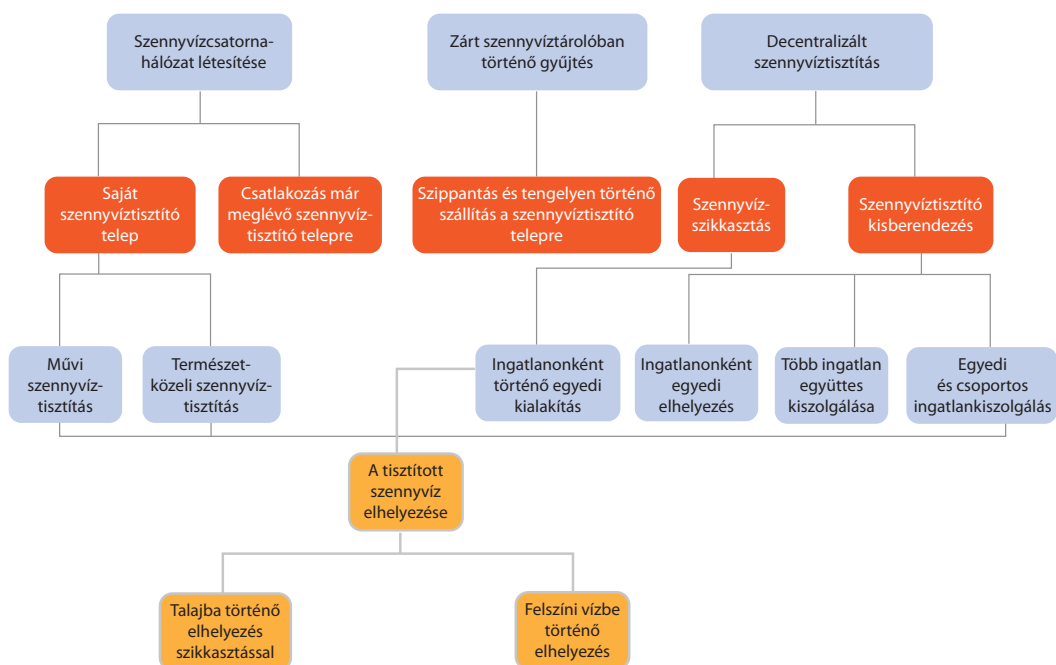 Szennyvízcsatorna-
hálózat létesítése
Zárt szennyvíztárolóban
történő gyűjtés
Decentralizált
szennyvíztisztítás
Saját
szennyvíztisztító
telep
Csatlakozás már
meglévő szennyvíz-
tisztító telepre
Szippantás és tengelyen történő
szállítás a szennyvíztisztító
telepre
Szennyvíz-
szikkasztás
Szennyvíztisztító
kisberendezés
Művi
szennyvíz-
tisztítás
Természet-
közeli szennyvíz-
tisztítás
Ingatlanonként
történő egyedi
kialakítás
Ingatlanonként
egyedi
elhelyezés
Több ingatlan
együttes
kiszolgálása
Egyedi
és csoportos
ingatlankiszolgálás
A tisztított
szennyvíz
elhelyezése
Talajba történő
elhelyezés
szikkasztással
Felszíni vízbe
történő
elhelyezés